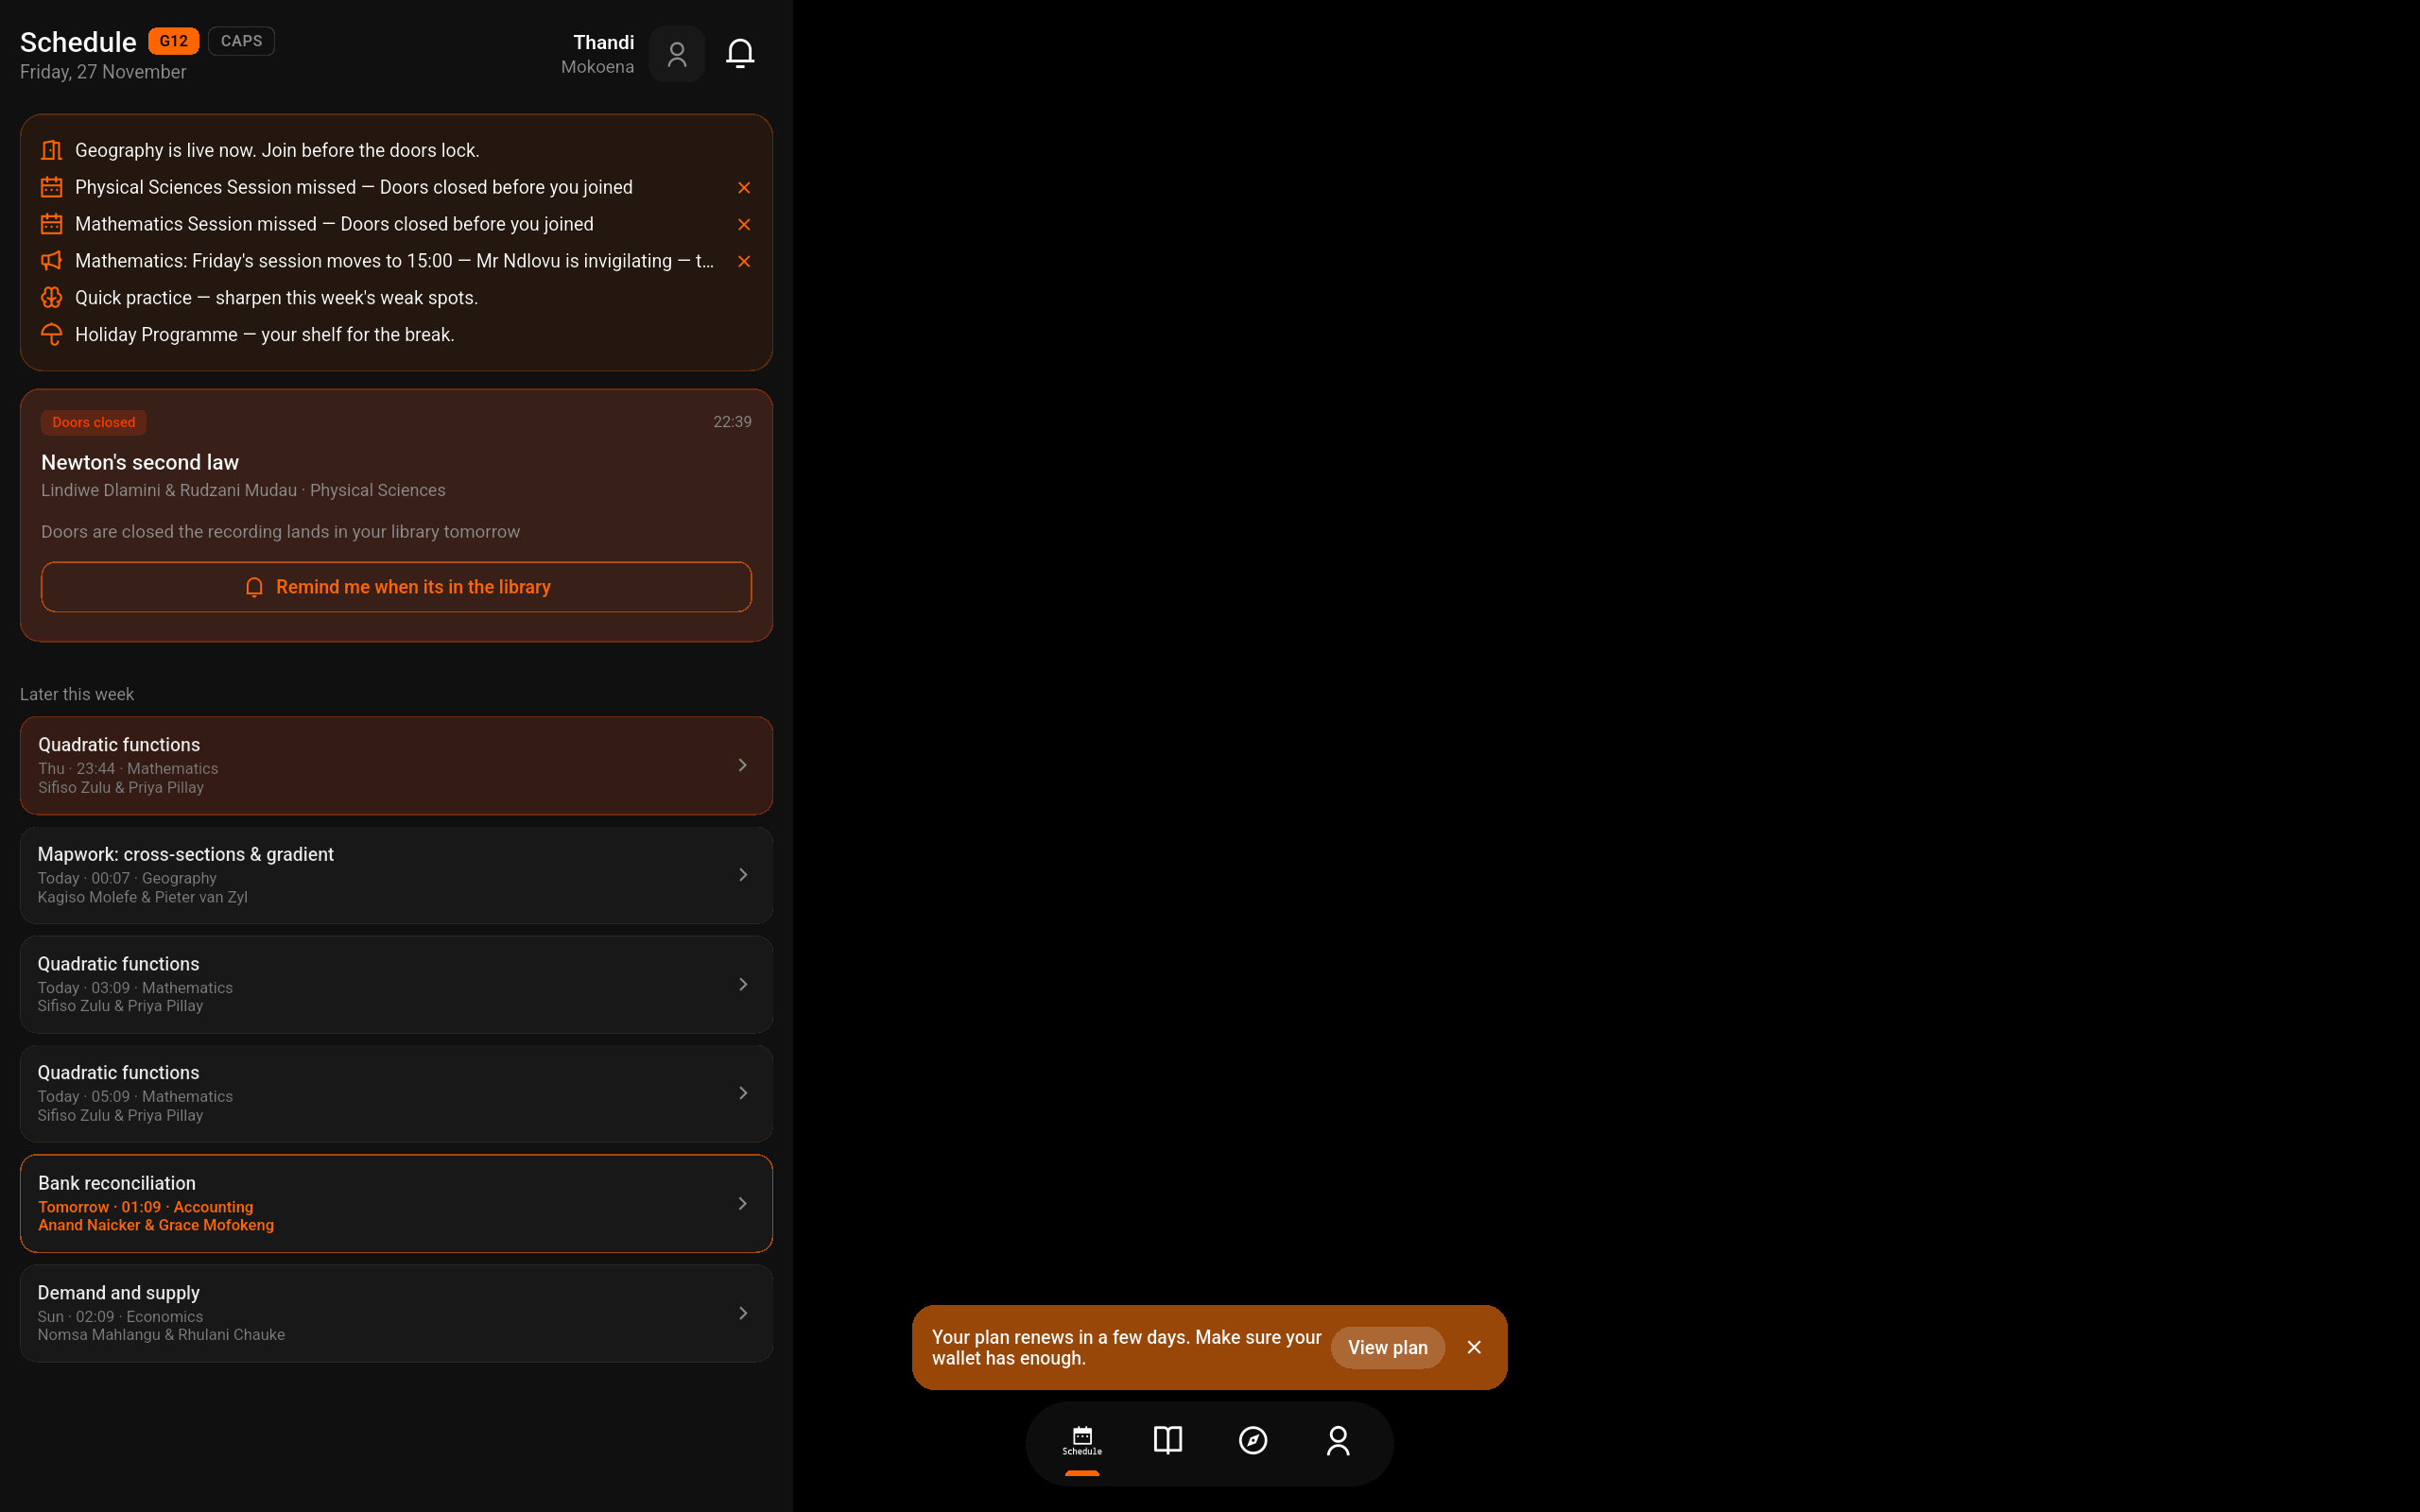 Schedule G12 CAPS
Friday, 27 November
Thandi
Mokoena
Geography is live now. Join before the doors lock.
Physical Sciences Session missed — Doors closed before you joined
Mathematics Session missed — Doors closed before you joined
Mathematics: Friday's session moves to 15:00 — Mr Ndlovu is invigilating — t…
Quick practice — sharpen this week's weak spots.
Holiday Programme — your shelf for the break.
Doors closed 22:39
Newton's second law
Lindiwe Dlamini & Rudzani Mudau · Physical Sciences
Doors are closed the recording lands in your library tomorrow
Remind me when its in the library
Later this week
Quadratic functions
Thu · 23:44 · Mathematics
Sifiso Zulu & Priya Pillay
Mapwork: cross-sections & gradient
Today · 00:07 · Geography
Kagiso Molefe & Pieter van Zyl
Quadratic functions
Today · 03:09 · Mathematics
Sifiso Zulu & Priya Pillay
Quadratic functions
Today · 05:09 · Mathematics
Sifiso Zulu & Priya Pillay
Bank reconciliation
Tomorrow · 01:09 · Accounting
Anand Naicker & Grace Mofokeng
Demand and supply
Sun · 02:09 · Economics
Nomsa Mahlangu & Rhulani Chauke
Your plan renews in a few days. Make sure your
wallet has enough.
View plan
Schedule